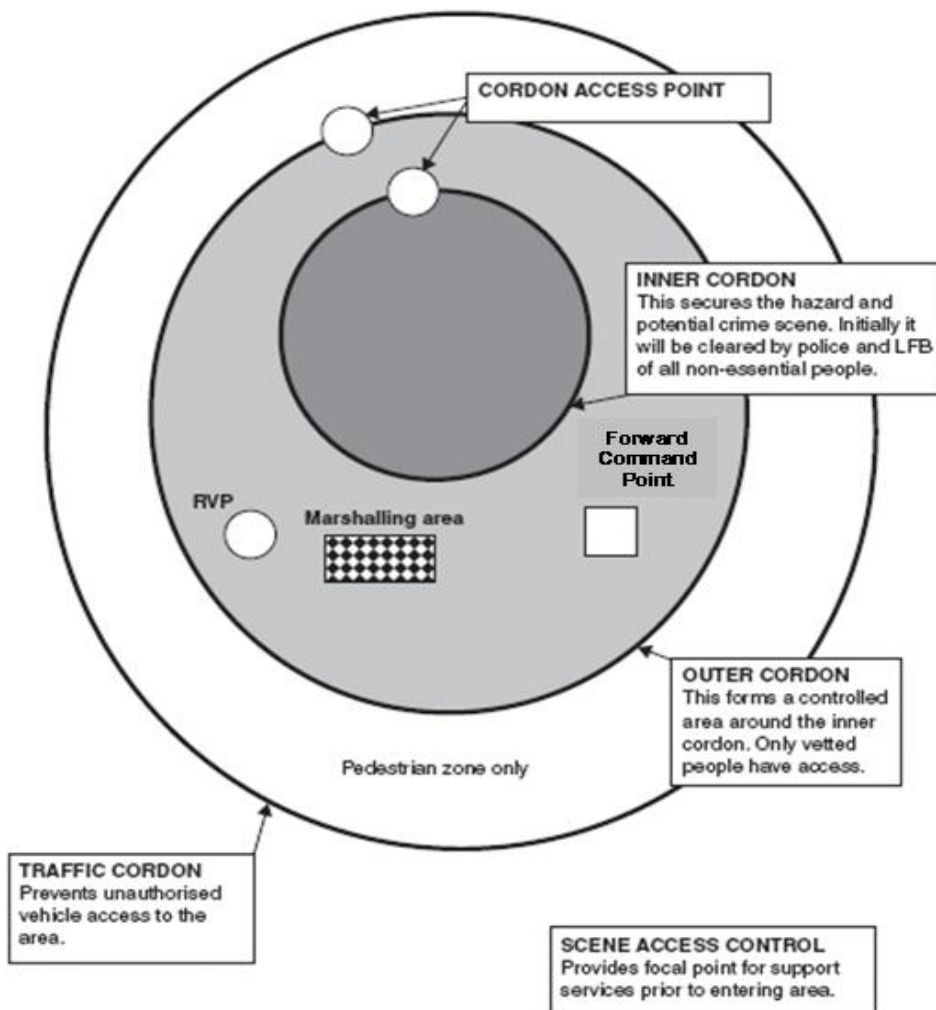 CORDON ACCESS POINT
INNER CORDON
This secures the hazard and
potential crime scene. Initially it
will be cleared by police and LFB
of all non-essential people.
Forward
Command
Point
RVP
Marshalling area
OUTER CORDON
This forms a controlled
area around the inner
cordon. Only vetted
people have access.
Pedestrian zone only
TRAFFIC CORDON
Prevents unauthorised
vehicle access to the
area.
SCENE ACCESS CONTROL
Provides focal point for support
services prior to entering area.